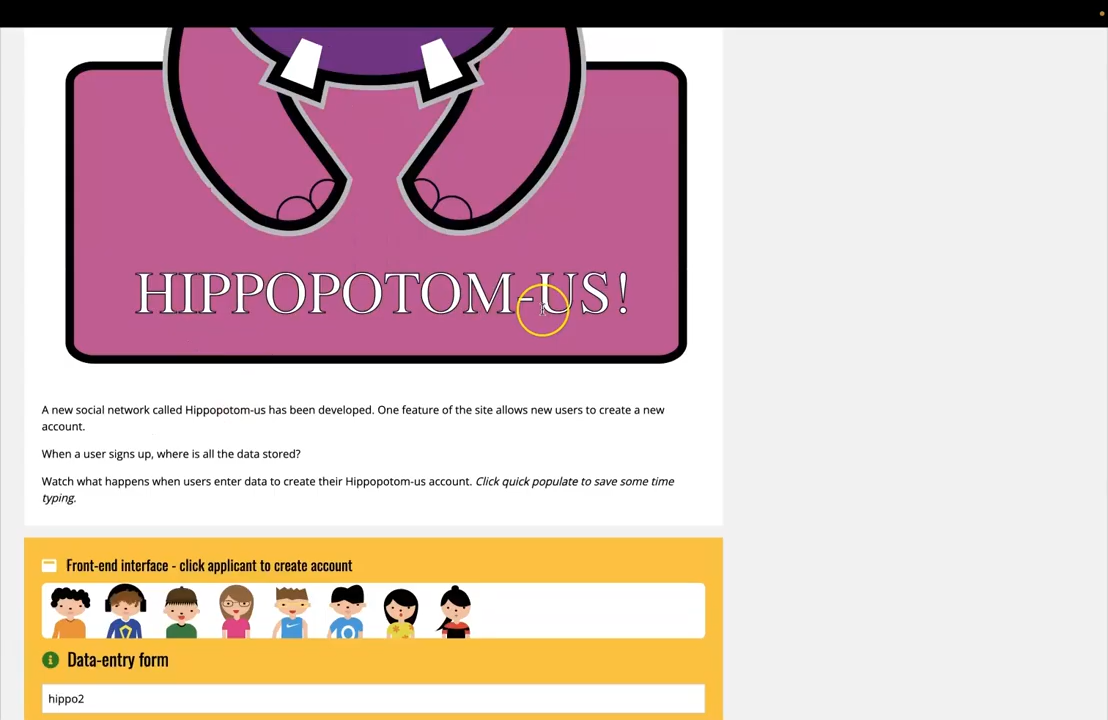 HIPPOPOTOM-US!
A new social network called Hippopotom-us has been developed. One feature of the site allows new users to create a new
account.
When a user signs up, where is all the data stored?
Watch what happens when users enter data to create their Hippopotom-us account. Click quick populate to save some time
typing.
Front-end interface - click applicant to create account
Data-entry form
hippo2